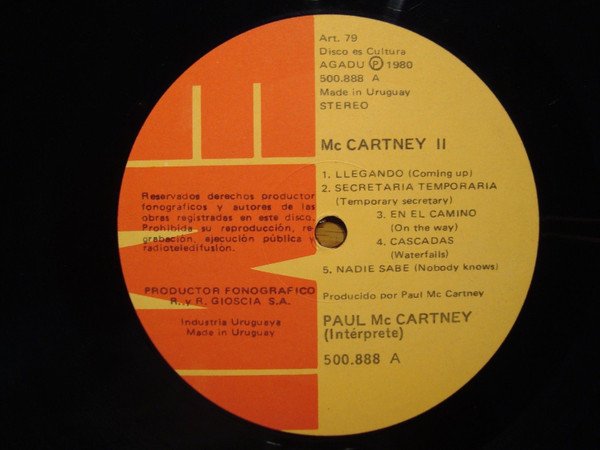 Art. 79
Disco es Cultura
AGADU Ⓟ 1980
500.888 A
Made in Uruguay
STEREO
Mc CARTNEY II
1. LLEGANDO (Coming up)
2. SECRETARIA TEMPORARIA
(Temporary secretary)
3. EN EL CAMINO
(On the way)
4. CASCADAS
(Waterfalls)
5. NADIE SABE (Nobody knows)
Producido por Paul Mc Cartney
PAUL Mc CARTNEY
(Intérprete)
500.888 A
Reservados derechos productor
fonográficos y autores de las
obras registradas en este disco.
Prohibida su reproducción, re-
grabación, ejecución pública y
radioteledifusión.
PRODUCTOR FONOGRAFICO
R. y R. GIOSCIA S.A.
Industria Uruguaya
Made in Uruguay
EMI